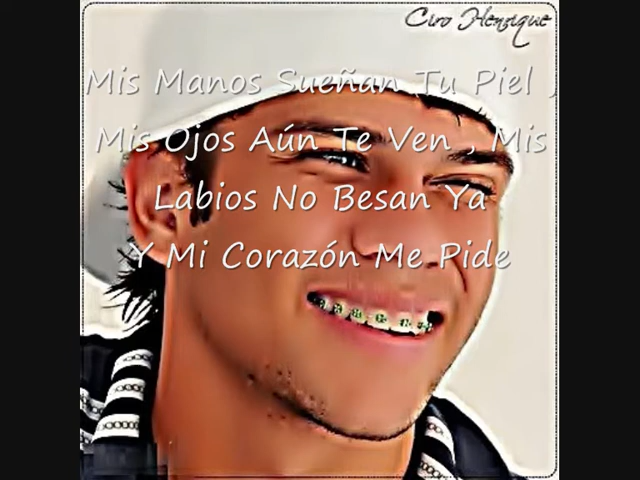 Ciro Henrique
Mis Manos Sueñan Tu Piel ,
Mis Ojos Aún Te Ven , Mis
Labios No Besan Ya
Y Mi Corazón Me Pide